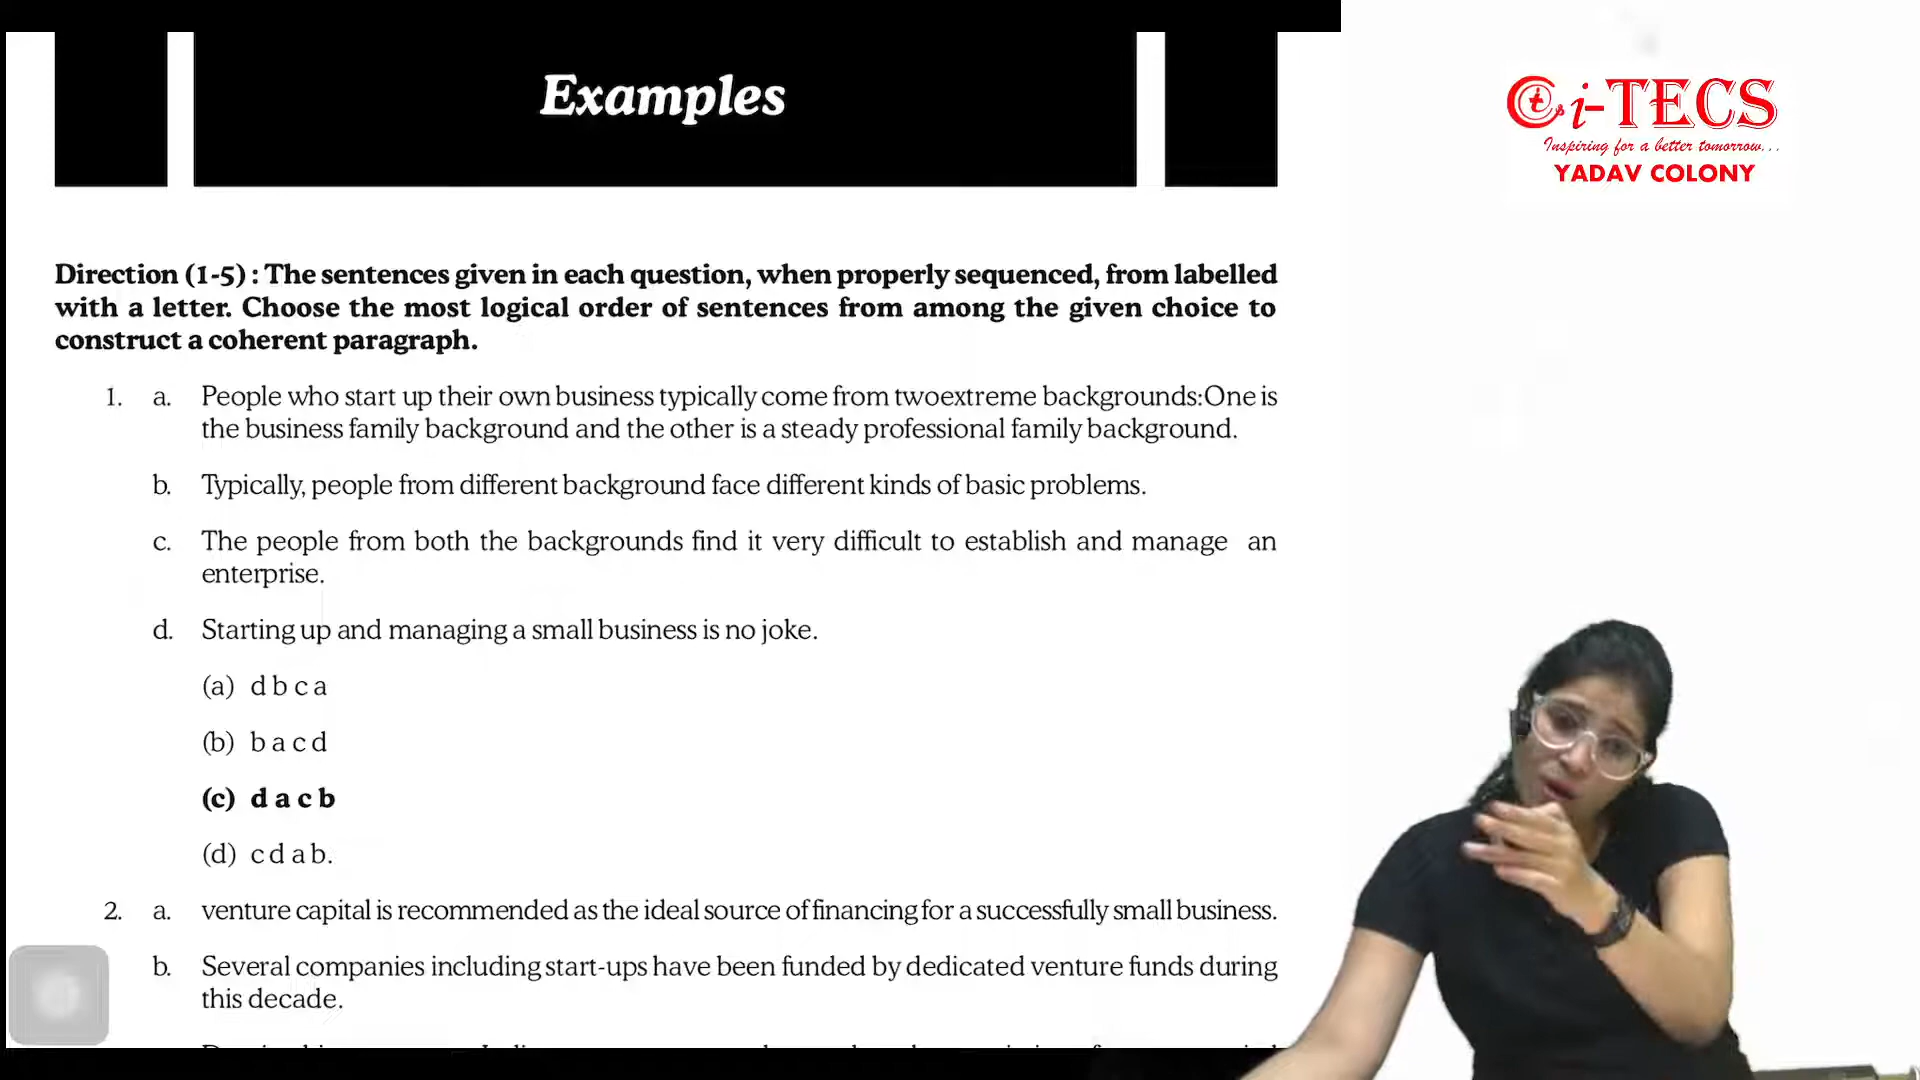 Examples
i-TECS
Inspiring for a better tomorrow...
YADAV COLONY
Direction (1-5) : The sentences given in each question, when properly sequenced, from labelled
with a letter. Choose the most logical order of sentences from among the given choice to
construct a coherent paragraph.
1. a. People who start up their own business typically come from twoextreme backgrounds:One is
the business family background and the other is a steady professional family background.
b. Typically, people from different background face different kinds of basic problems.
c. The people from both the backgrounds find it very difficult to establish and manage an
enterprise.
d. Starting up and managing a small business is no joke.
(a) d b c a
(b) b a c d
(c) d a c b
(d) c d a b.
2. a. venture capital is recommended as the ideal source of financing for a successfully small business.
b. Several companies including start-ups have been funded by dedicated venture funds during
this decade.